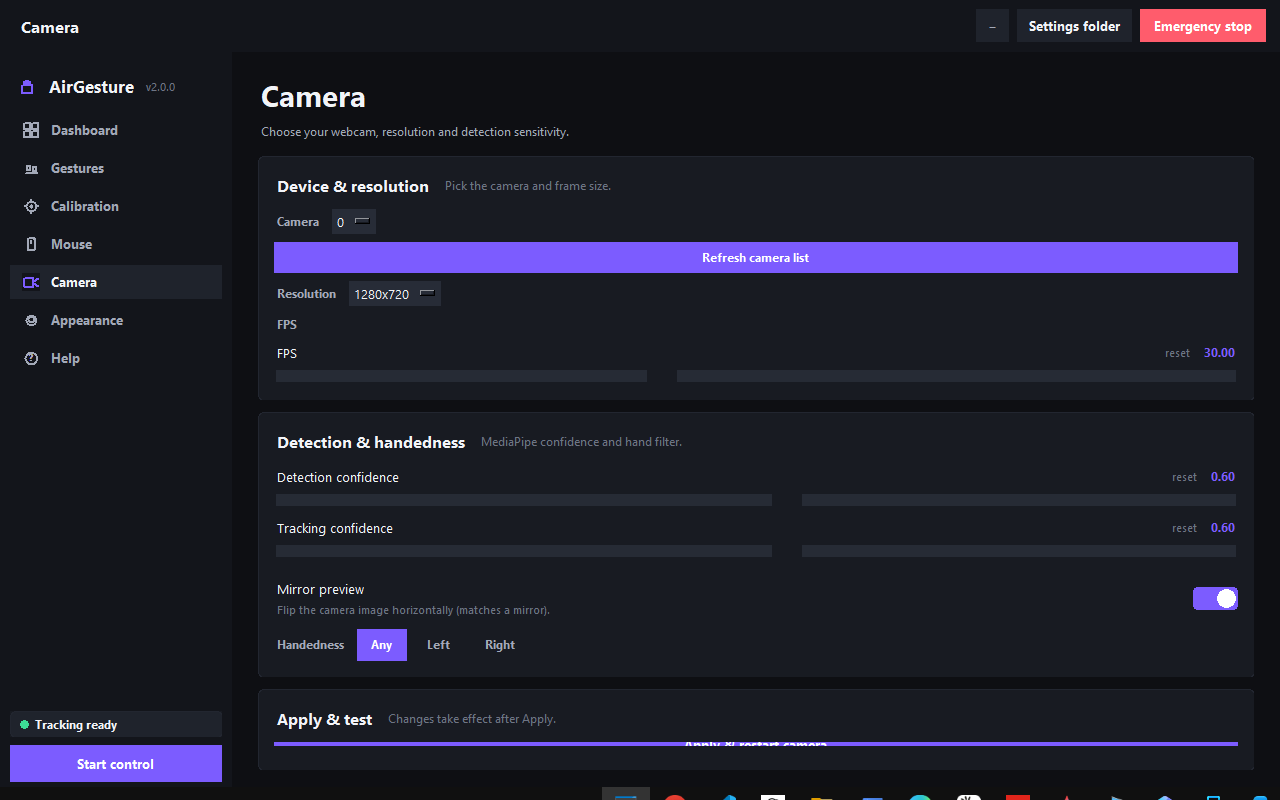 Camera
– Settings folder Emergency stop
AirGesture v2.0.0
Dashboard
Gestures
Calibration
Mouse
Camera
Appearance
Help
Tracking ready
Start control
Camera
Choose your webcam, resolution and detection sensitivity.
Device & resolution Pick the camera and frame size.
Camera 0
Refresh camera list
Resolution 1280x720
FPS
FPS reset 30.00
Detection & handedness MediaPipe confidence and hand filter.
Detection confidence reset 0.60
Tracking confidence reset 0.60
Mirror preview
Flip the camera image horizontally (matches a mirror).
Handedness Any Left Right
Apply & test Changes take effect after Apply.
Apply & restart camera